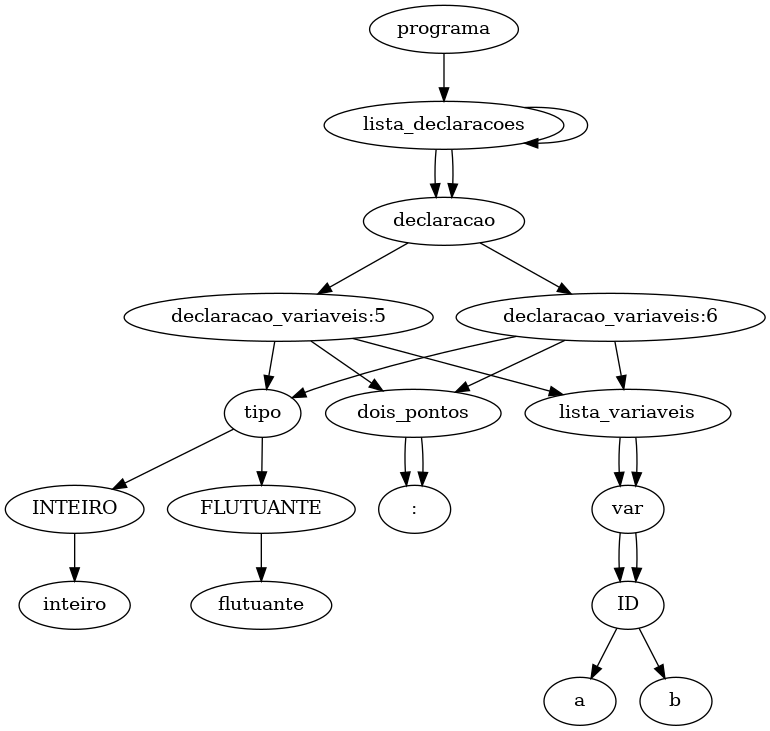 programa
lista_declaracoes
declaracao
declaracao_variaveis:5
declaracao_variaveis:6
tipo
dois_pontos
lista_variaveis
INTEIRO
FLUTUANTE
:
var
inteiro
flutuante
ID
a
b